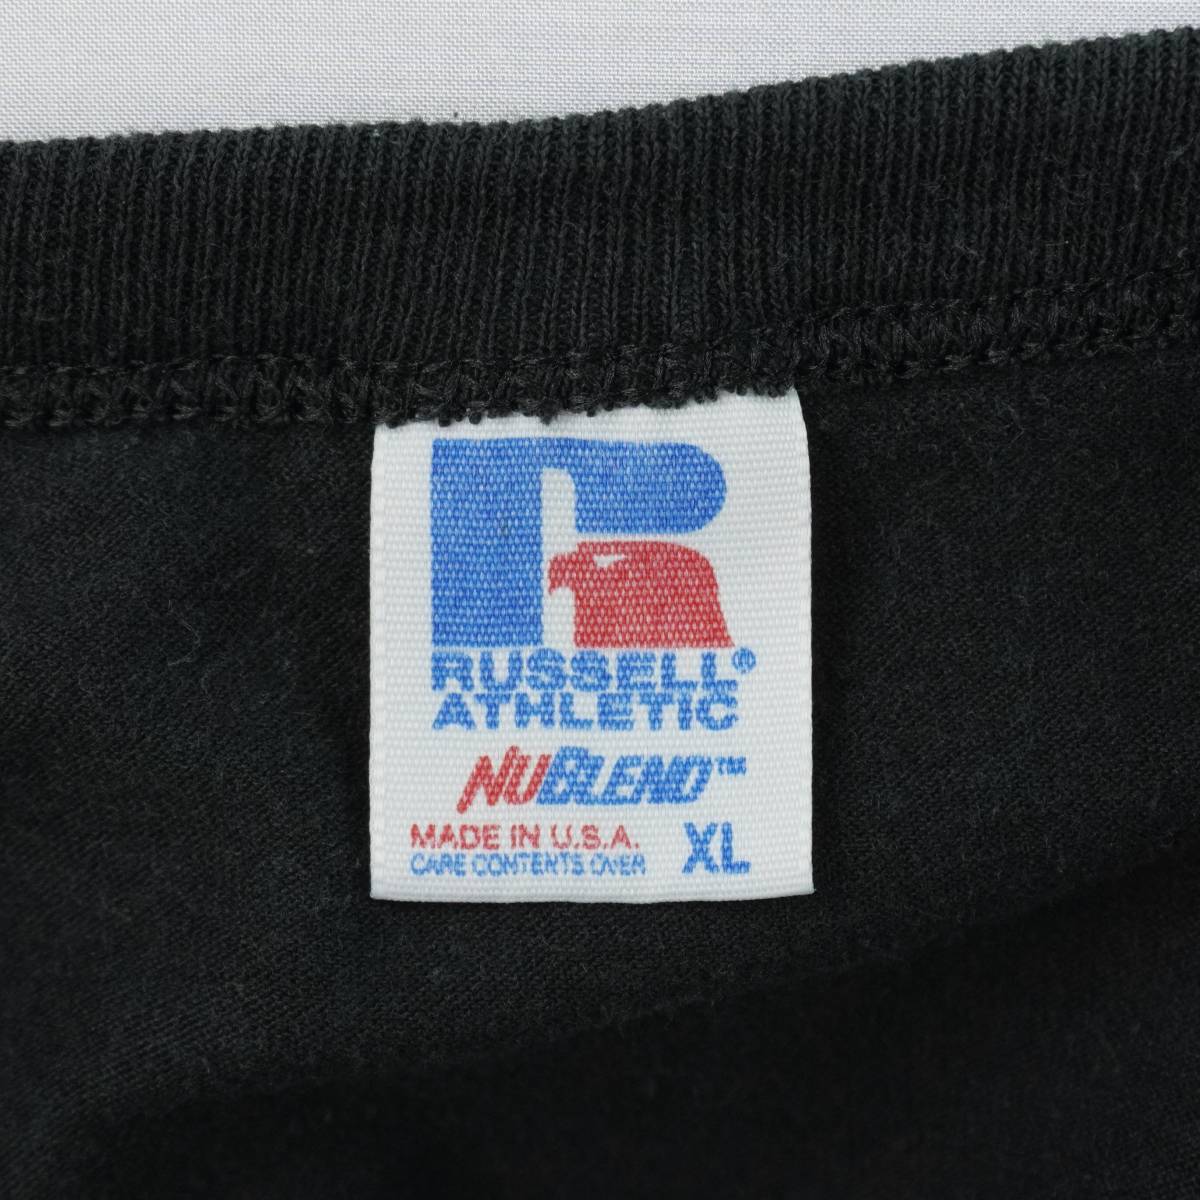 RUSSELL®
ATHLETIC
NUBLEND™
MADE IN U.S.A. XL
CARE CONTENTS OVER